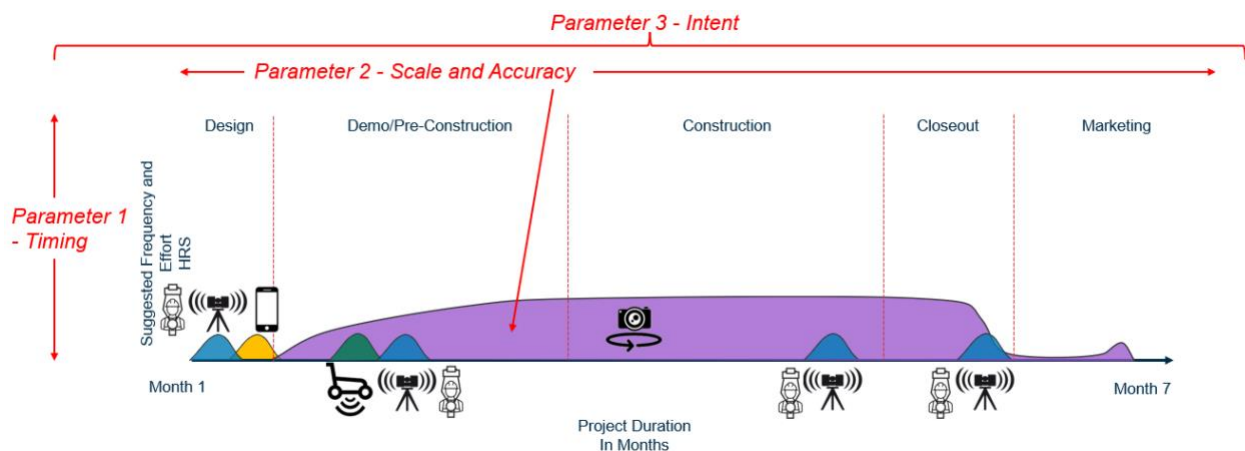 Parameter 3 - Intent
Parameter 2 - Scale and Accuracy
Design
Demo/Pre-Construction
Construction
Closeout
Marketing
Parameter 1
- Timing
Suggested Frequency and
Effort
HRS
Month 1
Month 7
Project Duration
In Months